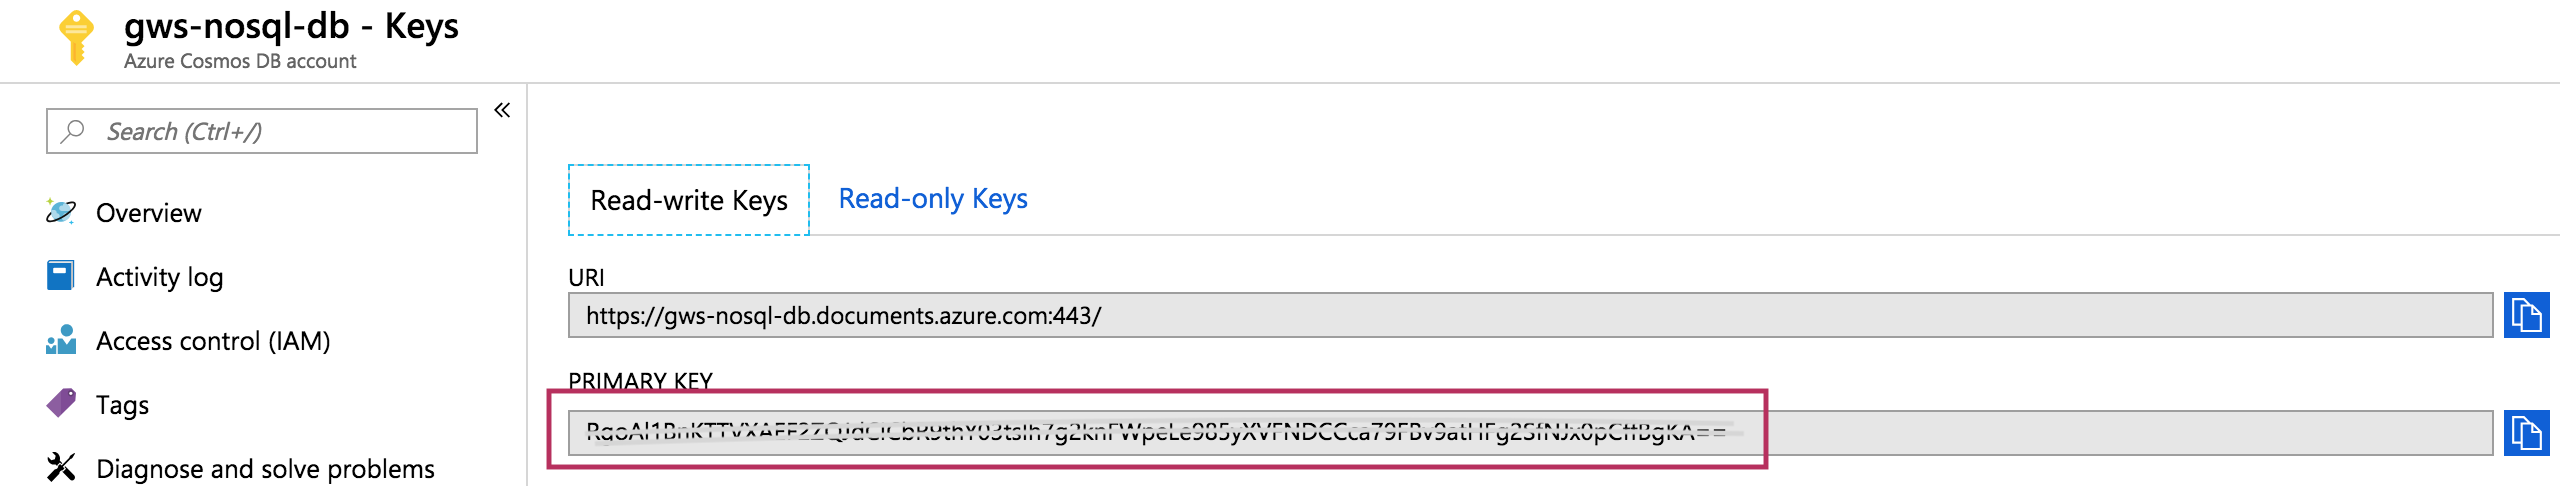 gws-nosql-db - Keys
Azure Cosmos DB account
Search (Ctrl+/)
«
Overview
Activity log
Access control (IAM)
Tags
Diagnose and solve problems
Read-write Keys
Read-only Keys
URI
https://gws-nosql-db.documents.azure.com:443/
PRIMARY KEY